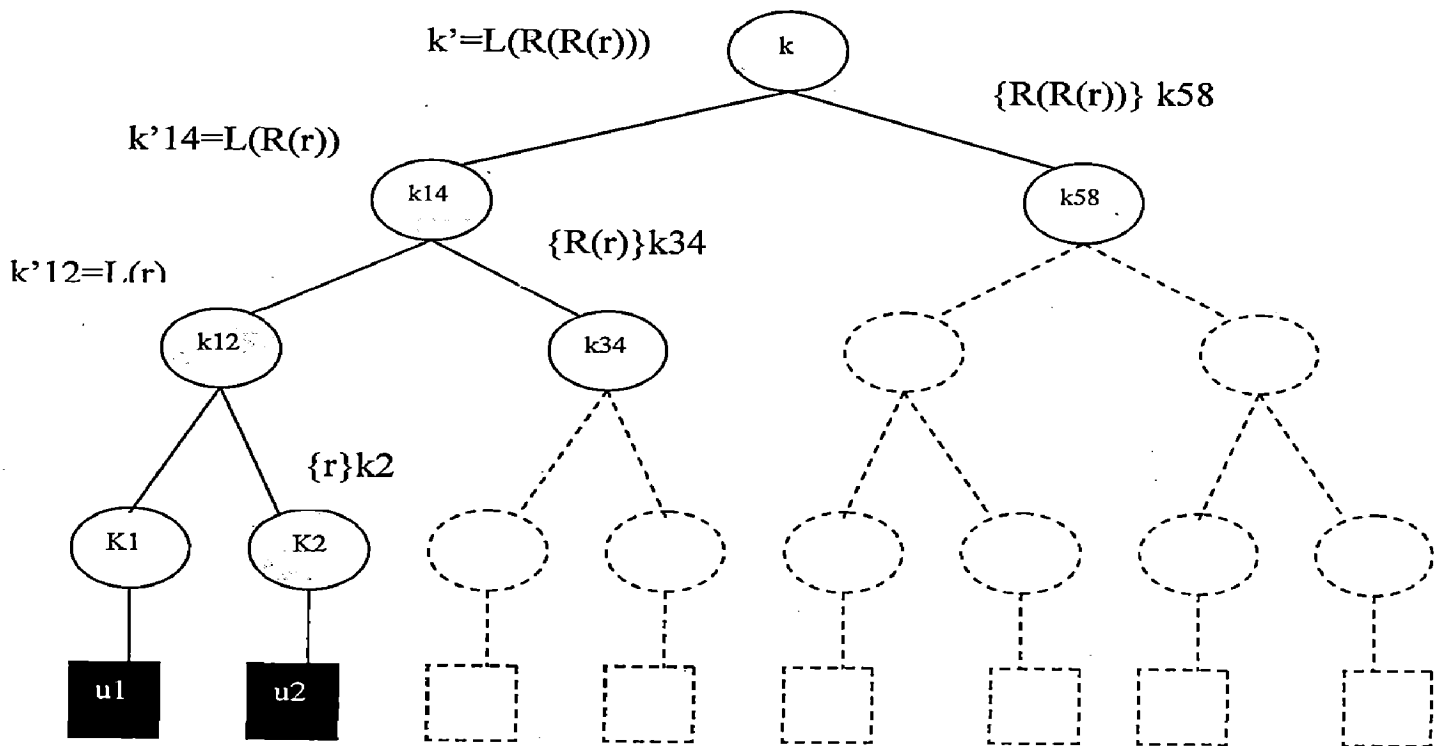 k'=L(R(R(r)))
k
{R(R(r))} k58
k'14=L(R(r))
k14
k58
{R(r)}k34
k'12=L(r)
k12
k34
{r}k2
K1
K2
u1
u2